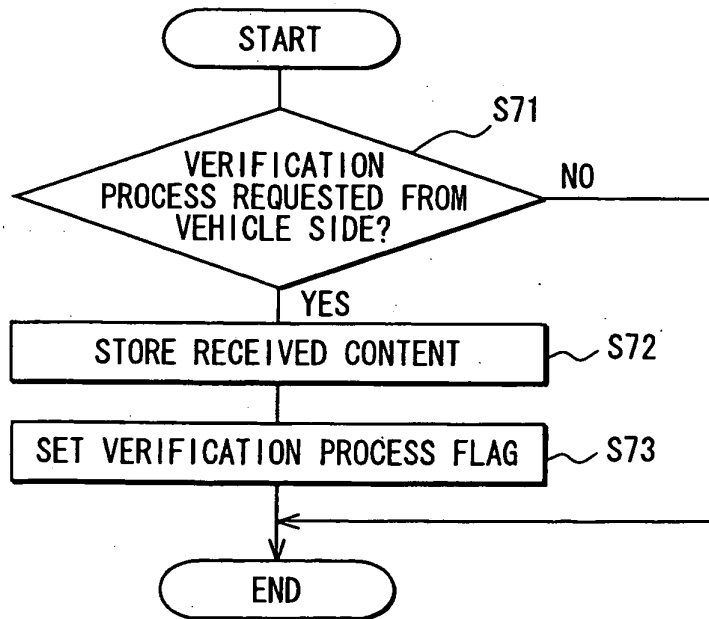 START
S71
VERIFICATION
PROCESS REQUESTED FROM
VEHICLE SIDE?
NO
YES
STORE RECEIVED CONTENT
S72
SET VERIFICATION PROCESS FLAG
S73
END